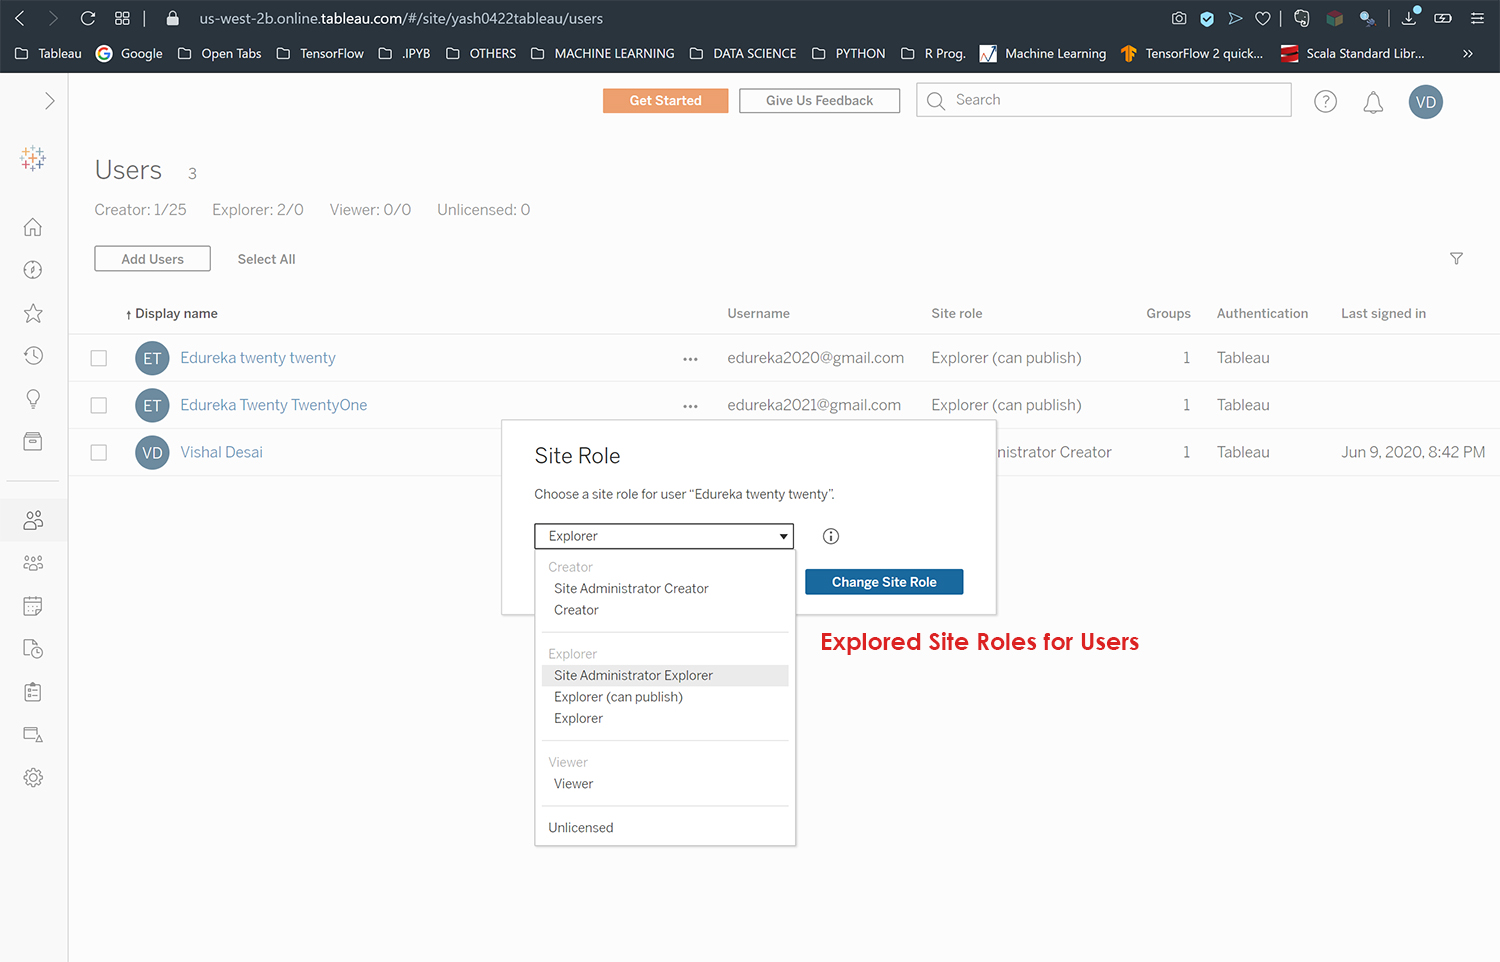 us-west-2b.online.tableau.com/#/site/yash0422tableau/users
Tableau Google Open Tabs TensorFlow .IPYB OTHERS MACHINE LEARNING DATA SCIENCE PYTHON R Prog. Machine Learning TensorFlow 2 quick... Scala Standard Libr...
Get Started Give Us Feedback Search ? VD
Users 3
Creator: 1/25 Explorer: 2/0 Viewer: 0/0 Unlicensed: 0
Add Users Select All
↑ Display name Username Site role Groups Authentication Last signed in
ET Edureka twenty twenty ... edureka2020@gmail.com Explorer (can publish) 1 Tableau
ET Edureka Twenty TwentyOne ... edureka2021@gmail.com Explorer (can publish) 1 Tableau
VD Vishal Desai nistrator Creator 1 Tableau Jun 9, 2020, 8:42 PM
Site Role
Choose a site role for user “Edureka twenty twenty”.
Explorer
Creator
Site Administrator Creator
Change Site Role
Creator
Explored Site Roles for Users
Explorer
Site Administrator Explorer
Explorer (can publish)
Explorer
Viewer
Viewer
Unlicensed